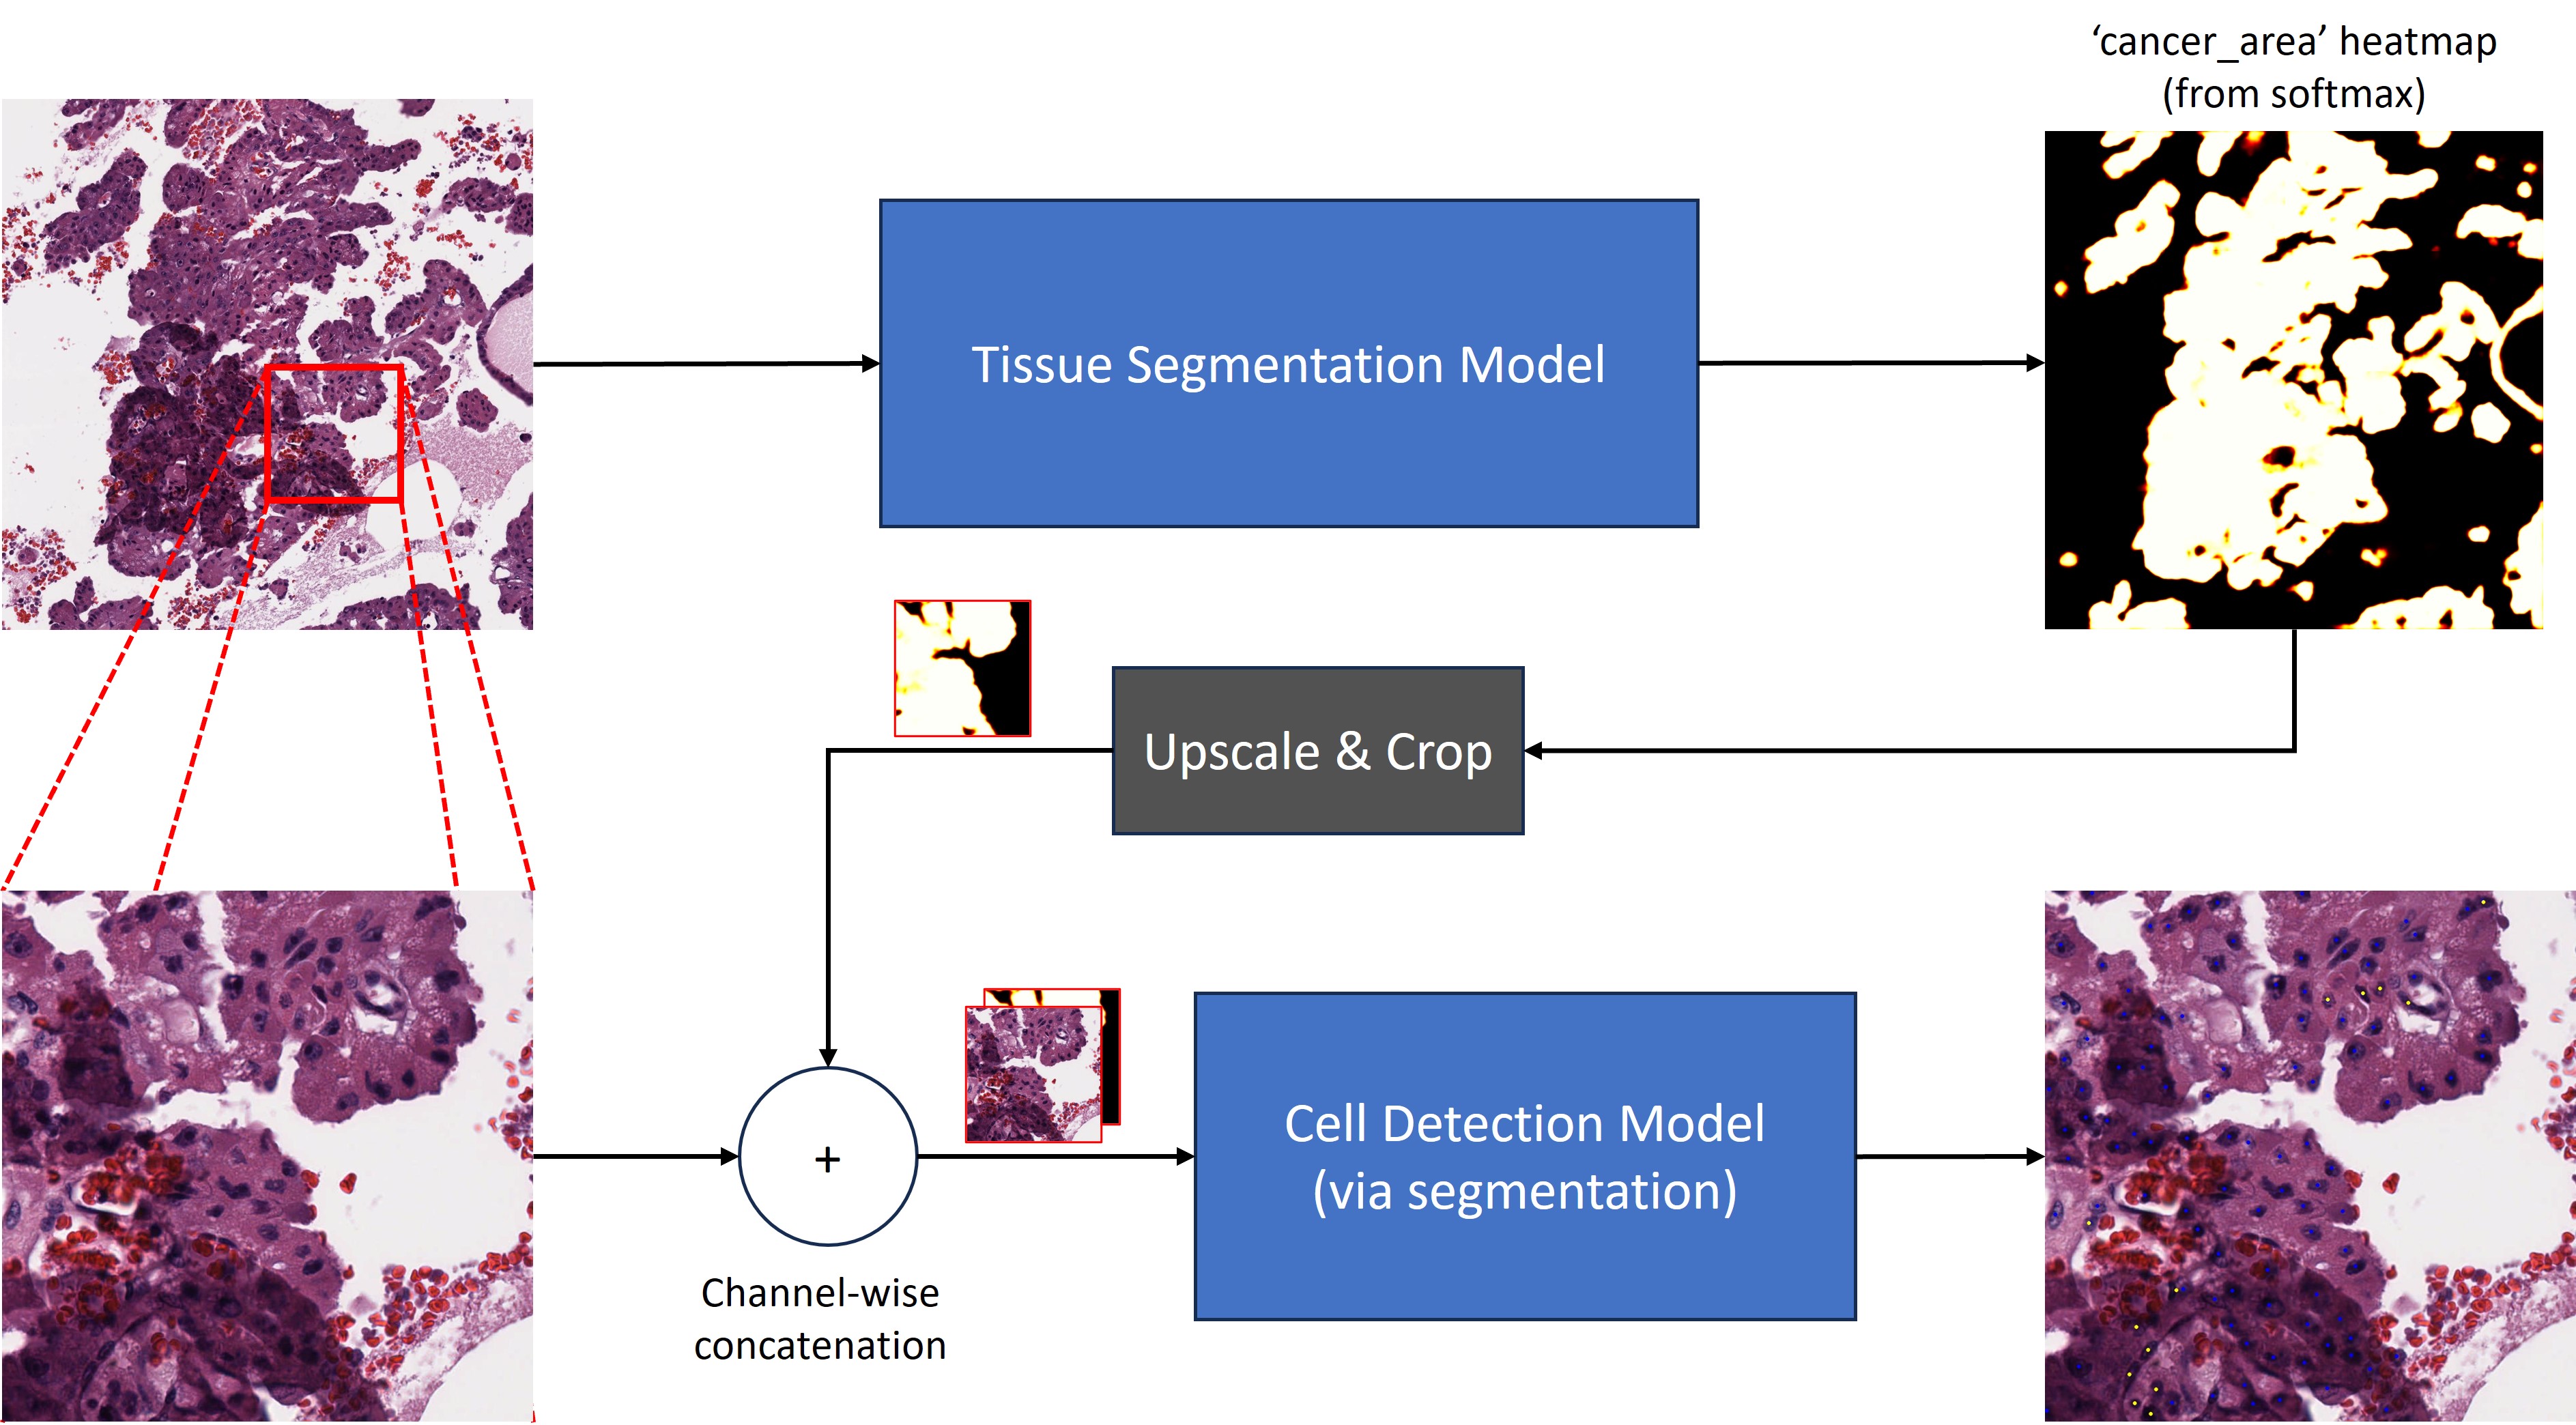 ‘cancer_area’ heatmap
(from softmax)
Tissue Segmentation Model
Upscale & Crop
+
Cell Detection Model
(via segmentation)
Channel-wise
concatenation